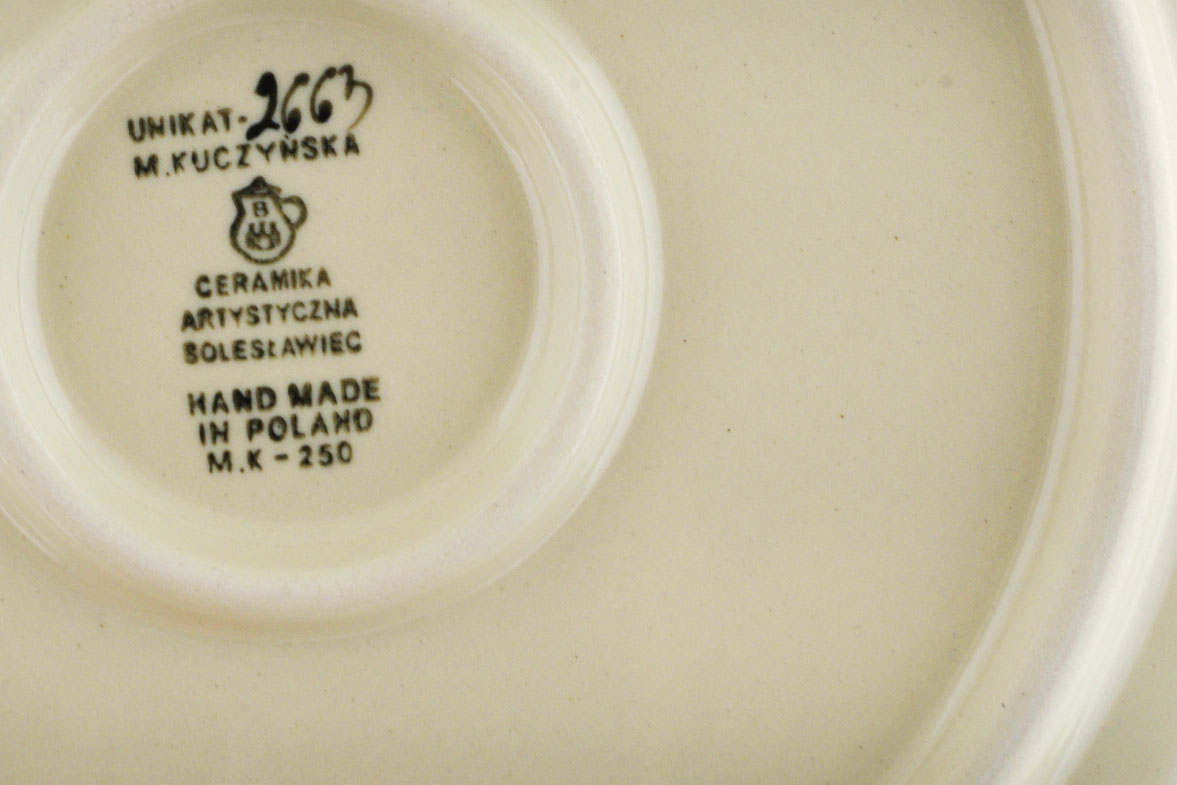 UNIKAT-2663
M.KUCZYŃSKA
B
CERAMIKA
ARTYSTYCZNA
BOLESŁAWIEC
HAND MADE
IN POLAND
M.K-250